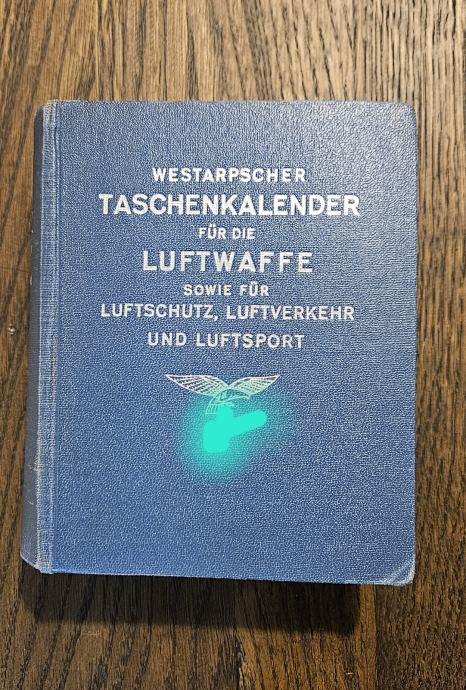 WESTARPSCHER
TASCHENKALENDER
FÜR DIE
LUFTWAFFE
SOWIE FÜR
LUFTSCHUTZ, LUFTVERKEHR
UND LUFTSPORT